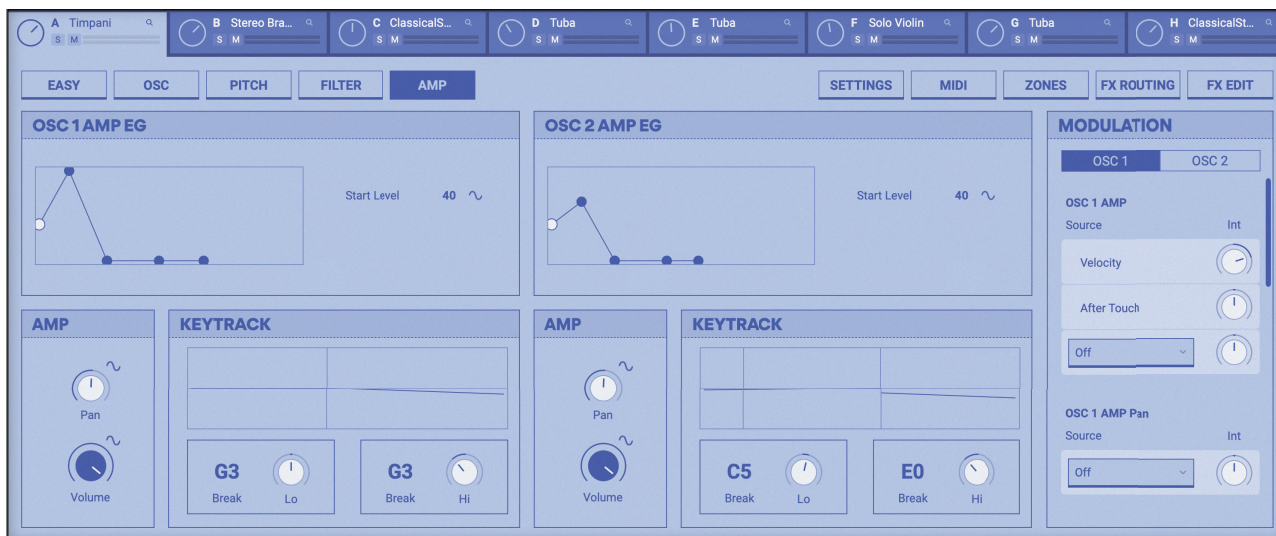 A Timpani
S M
B Stereo Bra...
S M
C ClassicalS...
S M
D Tuba
S M
E Tuba
S M
F Solo Violin
S M
G Tuba
S M
H ClassicalSt...
S M
EASY OSC PITCH FILTER AMP SETTINGS MIDI ZONES FX ROUTING FX EDIT
OSC 1 AMP EG
Start Level 40
OSC 2 AMP EG
Start Level 40
MODULATION
OSC 1 OSC 2
OSC 1 AMP
Source Int
Velocity
After Touch
Off
OSC 1 AMP Pan
Source Int
Off
AMP
Pan
Volume
KEYTRACK
G3
Break Lo
G3
Break Hi
AMP
Pan
Volume
KEYTRACK
C5
Break Lo
E0
Break Hi